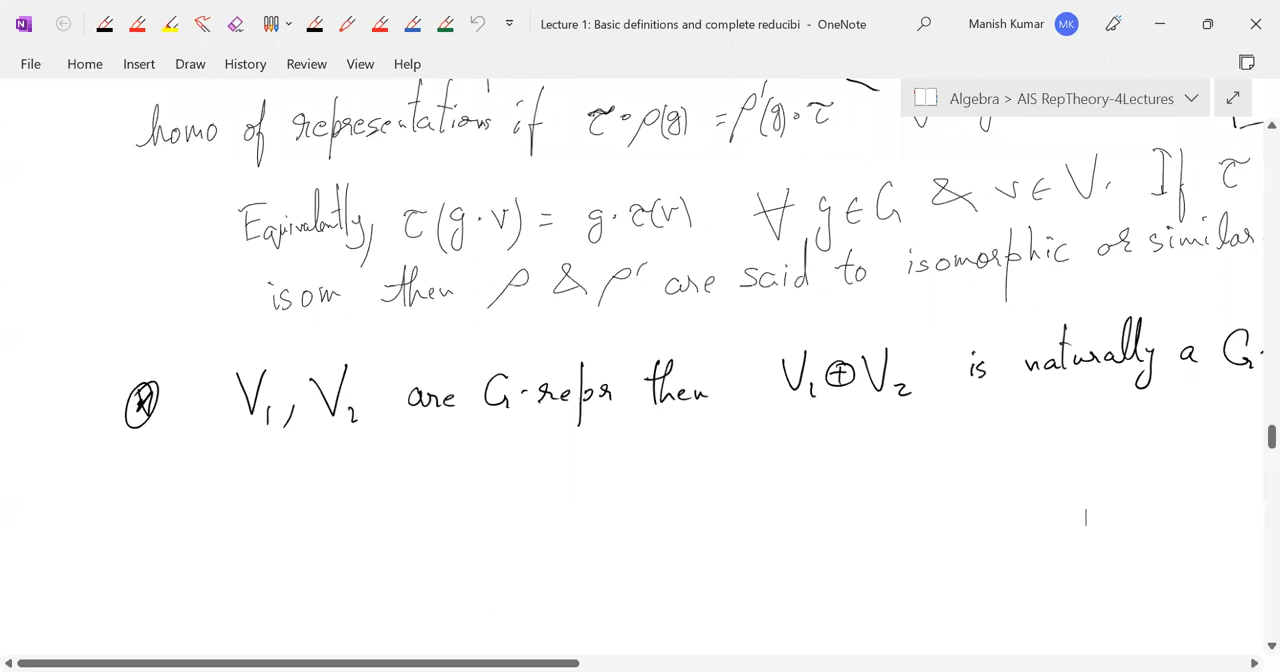 Lecture 1: Basic definitions and complete reducibi - OneNote
Manish Kumar MK
File Home Insert Draw History Review View Help
Algebra > AIS RepTheory-4Lectures
homo of representations if τ∘ρ(g) = ρ'(g)∘τ
Equivalently, τ(g·v) = g·τ(v) ∀ g ∈ G & v ∈ V. If τ
isom then ρ & ρ' are said to isomorphic or similar
V₁, V₂ are G-repr then V₁ ⊕ V₂ is naturally a G-